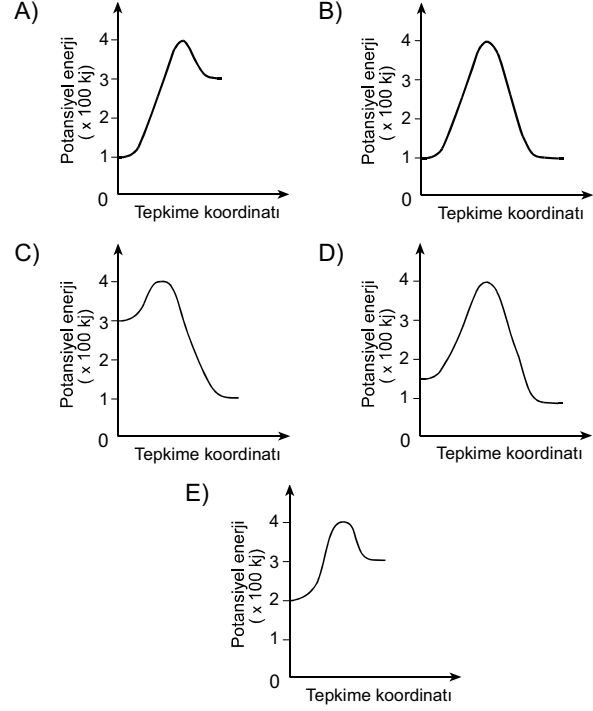 A)
Potansiyel enerji
( x 100 kj)
4
3
2
1
0
Tepkime koordinatı
B)
Potansiyel enerji
( x 100 kj)
4
3
2
1
0
Tepkime koordinatı
C)
Potansiyel enerji
( x 100 kj)
4
3
2
1
0
Tepkime koordinatı
D)
Potansiyel enerji
( x 100 kj)
4
3
2
1
0
Tepkime koordinatı
E)
Potansiyel enerji
( x 100 kj)
4
3
2
1
0
Tepkime koordinatı